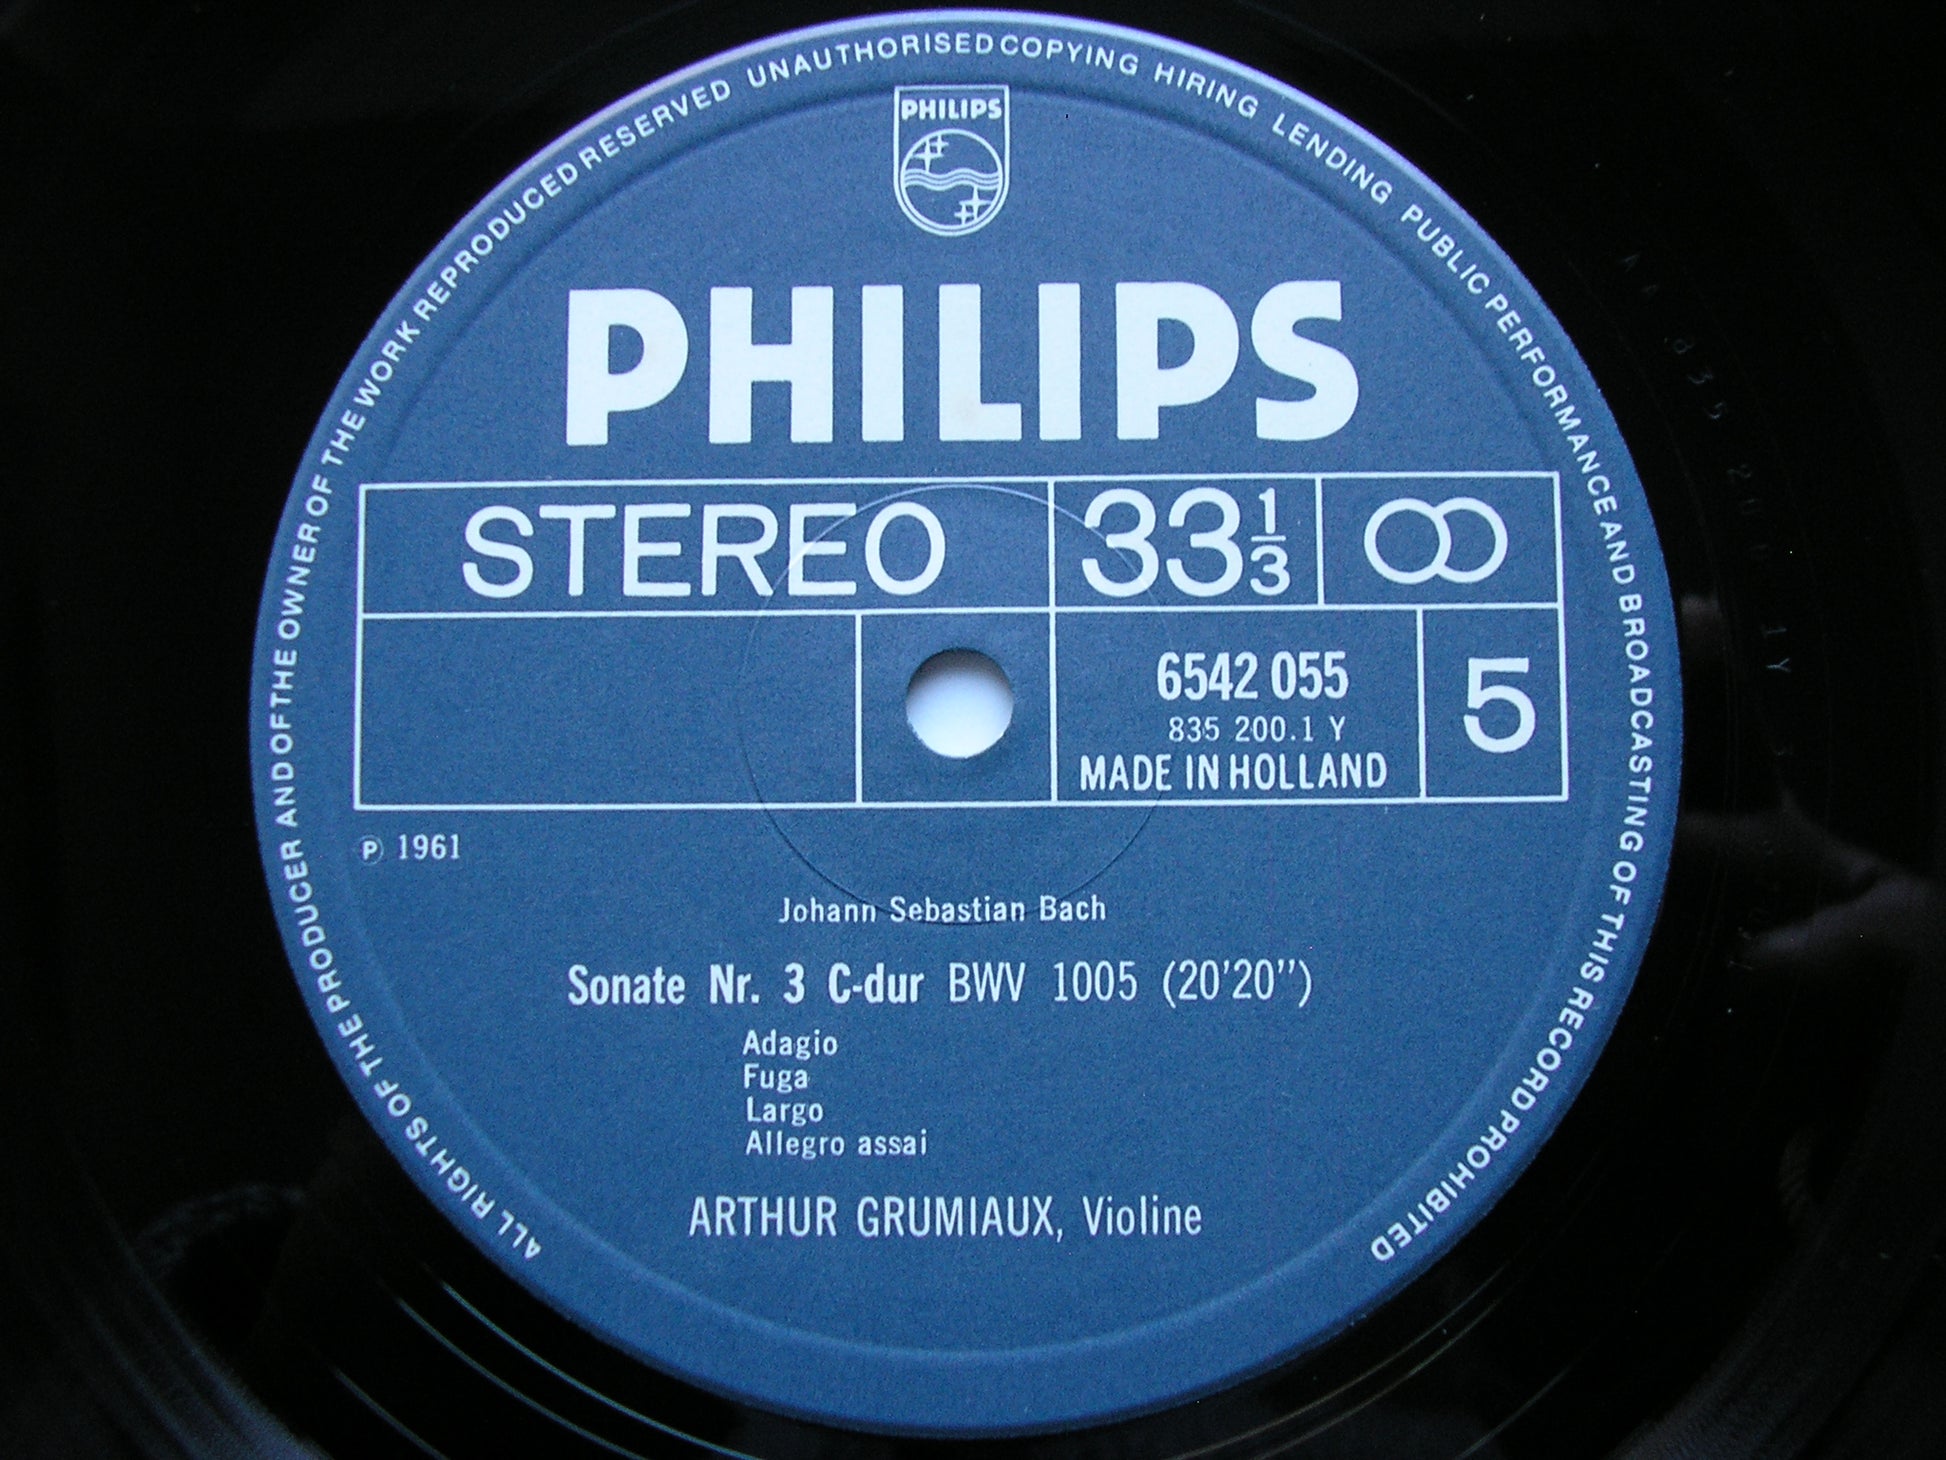 ALL RIGHTS OF THE PRODUCER AND OF THE OWNER OF THE WORK REPRODUCED RESERVED UNAUTHORISED COPYING HIRING LENDING PUBLIC PERFORMANCE AND BROADCASTING OF THIS RECORD PROHIBITED
PHILIPS
PHILIPS
STEREO 33 1/3
6542 055 5
835 200.1 Y
MADE IN HOLLAND
℗ 1961
Johann Sebastian Bach
Sonate Nr. 3 C-dur BWV 1005 (20'20")
Adagio
Fuga
Largo
Allegro assai
ARTHUR GRUMIAUX, Violine